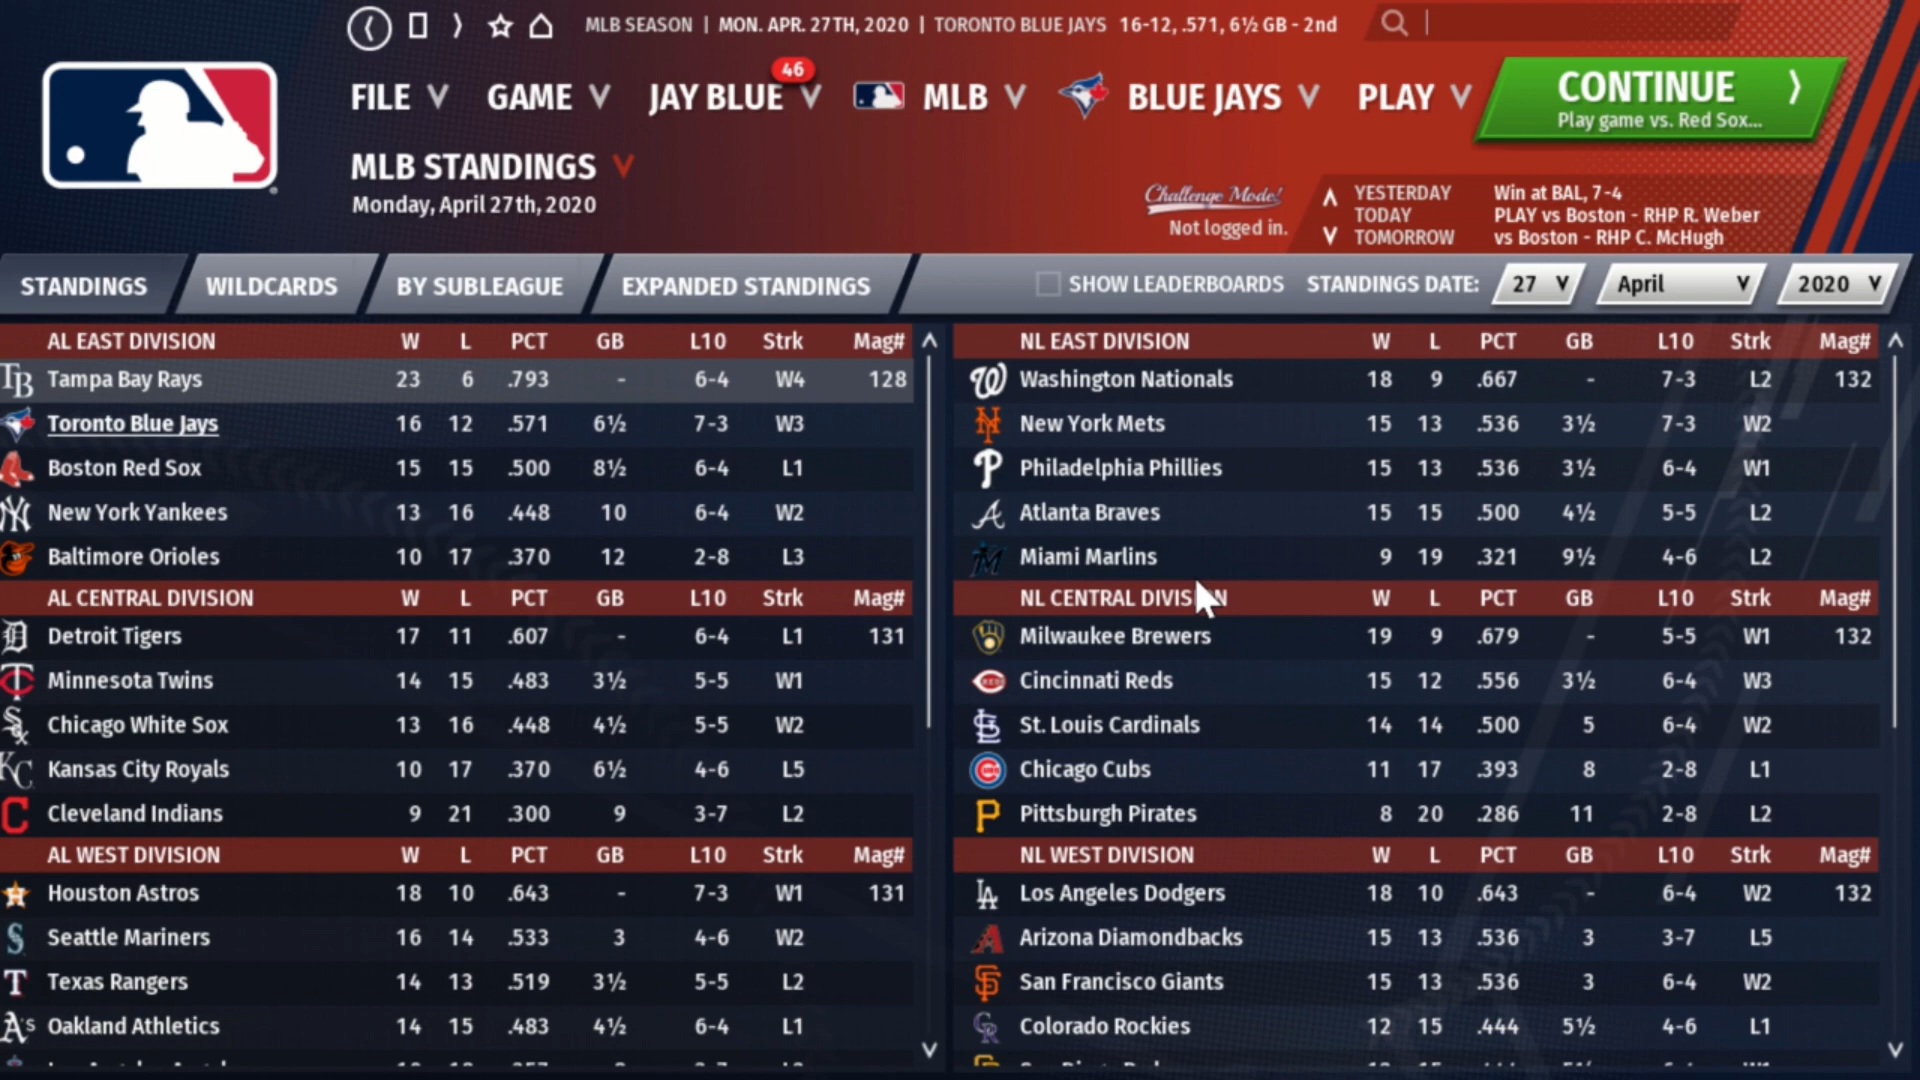 MLB SEASON | MON. APR. 27TH, 2020 | TORONTO BLUE JAYS 16-12, .571, 6½ GB - 2nd
FILE GAME JAY BLUE 46 MLB BLUE JAYS PLAY
CONTINUE
Play game vs. Red Sox...
MLB STANDINGS
Monday, April 27th, 2020
Challenge Mode!
Not logged in.
YESTERDAY Win at BAL, 7-4
TODAY PLAY vs Boston - RHP R. Weber
TOMORROW vs Boston - RHP C. McHugh
STANDINGS WILDCARDS BY SUBLEAGUE EXPANDED STANDINGS SHOW LEADERBOARDS STANDINGS DATE: 27 April 2020
AL EAST DIVISION W L PCT GB L10 Strk Mag#
Tampa Bay Rays 23 6 .793 - 6-4 W4 128
Toronto Blue Jays 16 12 .571 6½ 7-3 W3
Boston Red Sox 15 15 .500 8½ 6-4 L1
New York Yankees 13 16 .448 10 6-4 W2
Baltimore Orioles 10 17 .370 12 2-8 L3
AL CENTRAL DIVISION W L PCT GB L10 Strk Mag#
Detroit Tigers 17 11 .607 - 6-4 L1 131
Minnesota Twins 14 15 .483 3½ 5-5 W1
Chicago White Sox 13 16 .448 4½ 5-5 W2
Kansas City Royals 10 17 .370 6½ 4-6 L5
Cleveland Indians 9 21 .300 9 3-7 L2
AL WEST DIVISION W L PCT GB L10 Strk Mag#
Houston Astros 18 10 .643 - 7-3 W1 131
Seattle Mariners 16 14 .533 3 4-6 W2
Texas Rangers 14 13 .519 3½ 5-5 L2
Oakland Athletics 14 15 .483 4½ 6-4 L1
NL EAST DIVISION W L PCT GB L10 Strk Mag#
Washington Nationals 18 9 .667 - 7-3 L2 132
New York Mets 15 13 .536 3½ 7-3 W2
Philadelphia Phillies 15 13 .536 3½ 6-4 W1
Atlanta Braves 15 15 .500 4½ 5-5 L2
Miami Marlins 9 19 .321 9½ 4-6 L2
NL CENTRAL DIVISION W L PCT GB L10 Strk Mag#
Milwaukee Brewers 19 9 .679 - 5-5 W1 132
Cincinnati Reds 15 12 .556 3½ 6-4 W3
St. Louis Cardinals 14 14 .500 5 6-4 W2
Chicago Cubs 11 17 .393 8 2-8 L1
Pittsburgh Pirates 8 20 .286 11 2-8 L2
NL WEST DIVISION W L PCT GB L10 Strk Mag#
Los Angeles Dodgers 18 10 .643 - 6-4 W2 132
Arizona Diamondbacks 15 13 .536 3 3-7 L5
San Francisco Giants 15 13 .536 3 6-4 W2
Colorado Rockies 12 15 .444 5½ 4-6 L1